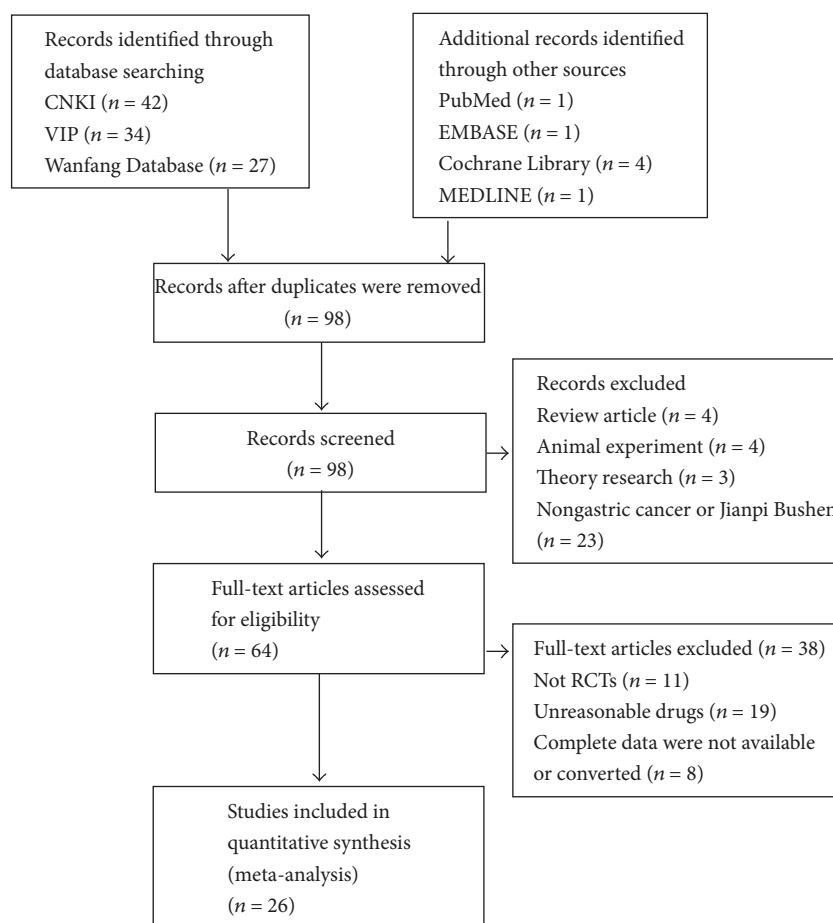 Records identified through
database searching
CNKI (n = 42)
VIP (n = 34)
Wanfang Database (n = 27)
Additional records identified
through other sources
PubMed (n = 1)
EMBASE (n = 1)
Cochrane Library (n = 4)
MEDLINE (n = 1)
Records after duplicates were removed
(n = 98)
Records screened
(n = 98)
Records excluded
Review article (n = 4)
Animal experiment (n = 4)
Theory research (n = 3)
Nongastric cancer or Jianpi Bushen
(n = 23)
Full-text articles assessed
for eligibility
(n = 64)
Full-text articles excluded (n = 38)
Not RCTs (n = 11)
Unreasonable drugs (n = 19)
Complete data were not available
or converted (n = 8)
Studies included in
quantitative synthesis
(meta-analysis)
(n = 26)